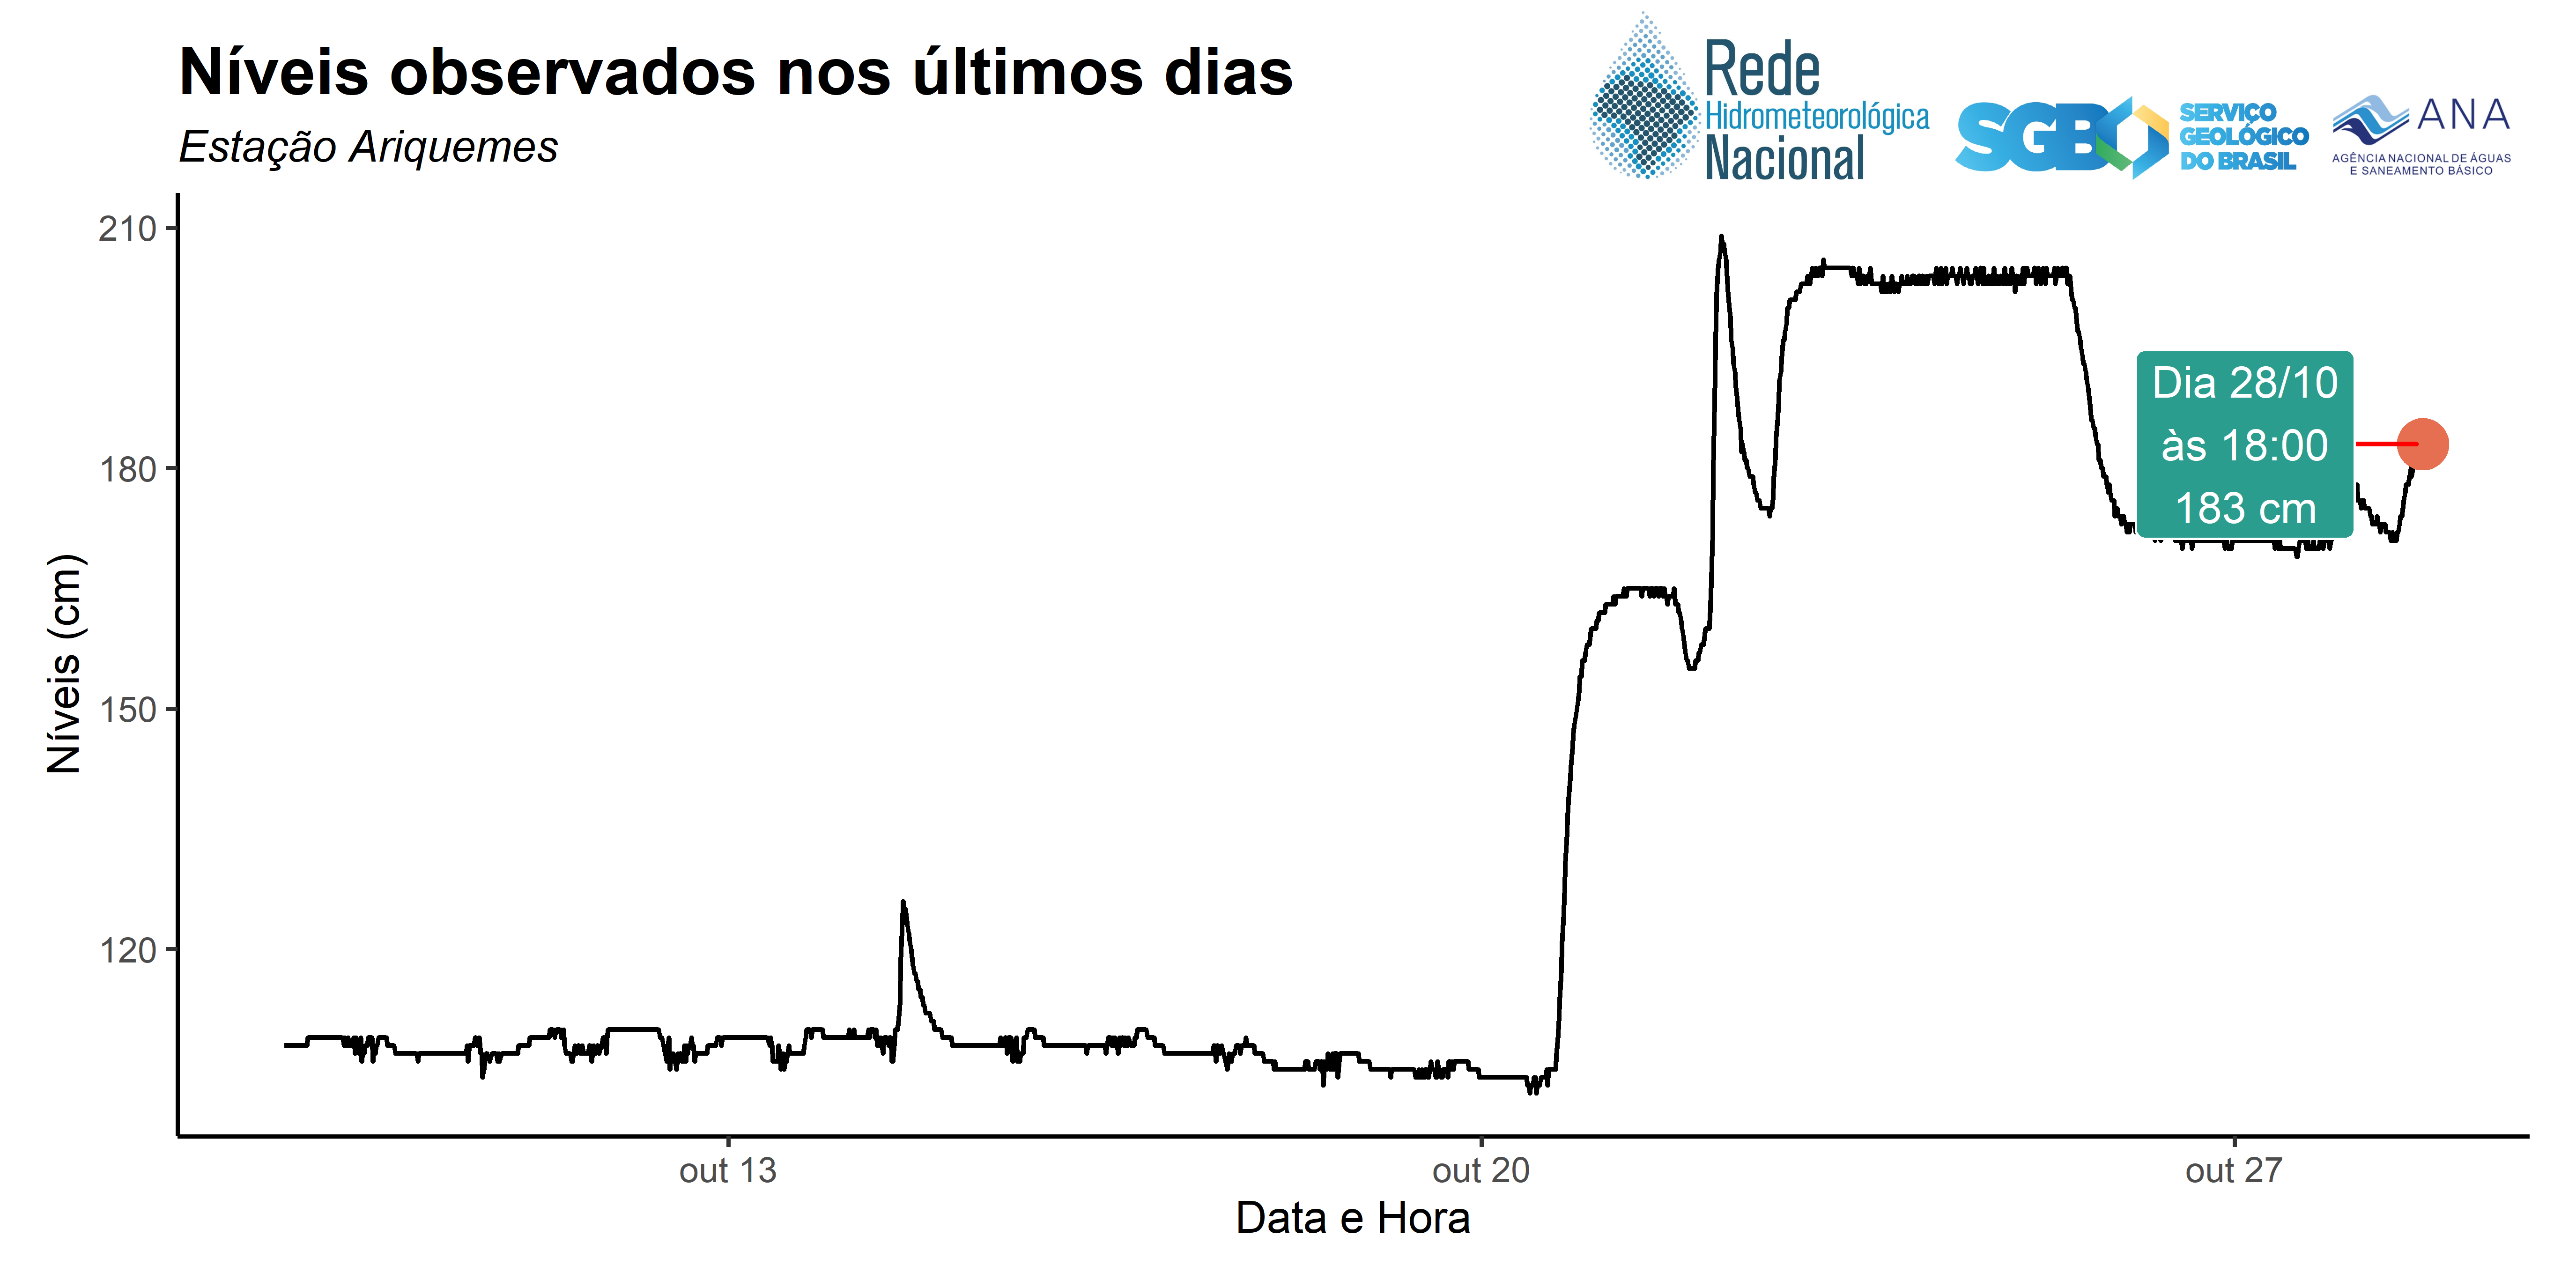 Níveis observados nos últimos dias
Estação Ariquemes
Rede
Hidrometeorológica
Nacional
SGB
SERVIÇO
GEOLÓGICO
DO BRASIL
ANA
AGÊNCIA NACIONAL DE ÁGUAS
E SANEAMENTO BÁSICO
210
180
150
120
Níveis (cm)
Dia 28/10
às 18:00
183 cm
out 13
out 20
out 27
Data e Hora